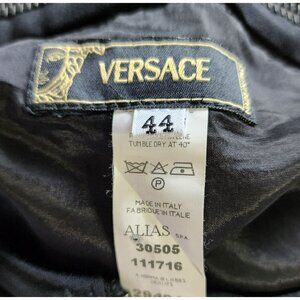 VERSACE
44
TUMBLE DRY AT 40°
P
MADE IN ITALY
FABRIQUE IN ITALIE
ALIAS S.P.A.
30505
111716